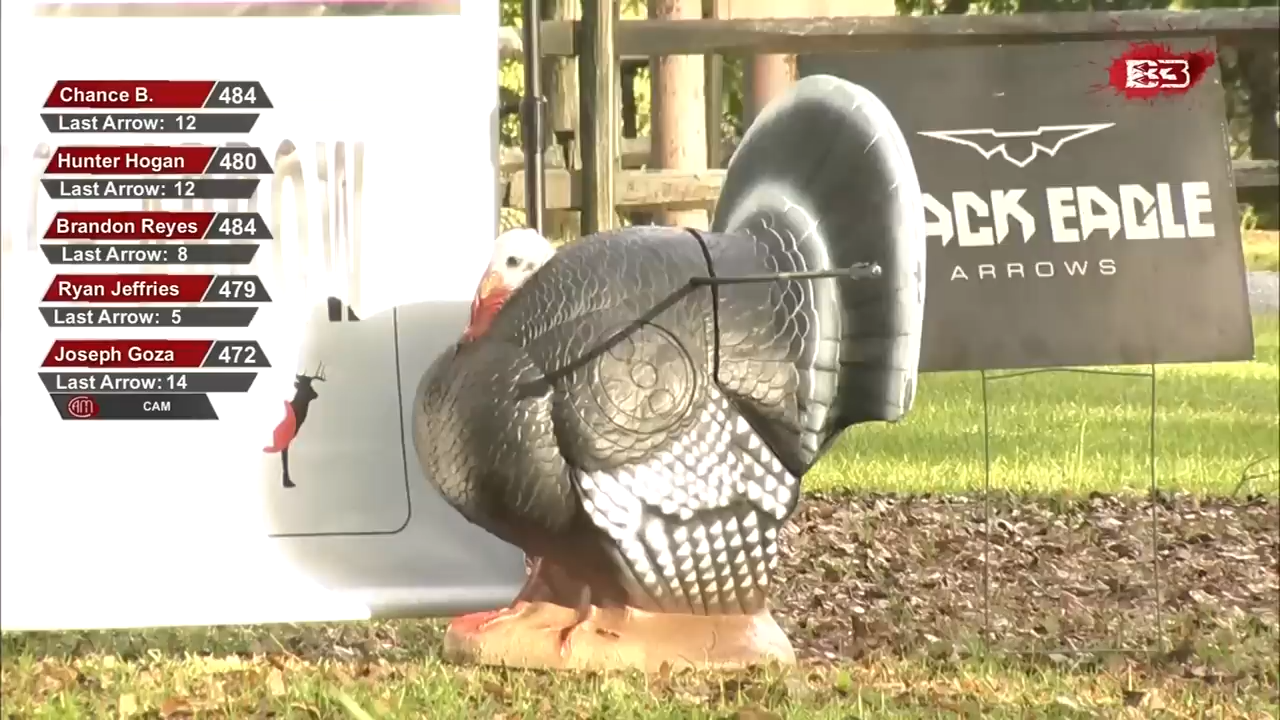 Chance B. 484
Last Arrow: 12
Hunter Hogan 480
Last Arrow: 12
Brandon Reyes 484
Last Arrow: 8
Ryan Jeffries 479
Last Arrow: 5
Joseph Goza 472
Last Arrow: 14
AM CAM
B3
ACK EAGLE
ARROWS